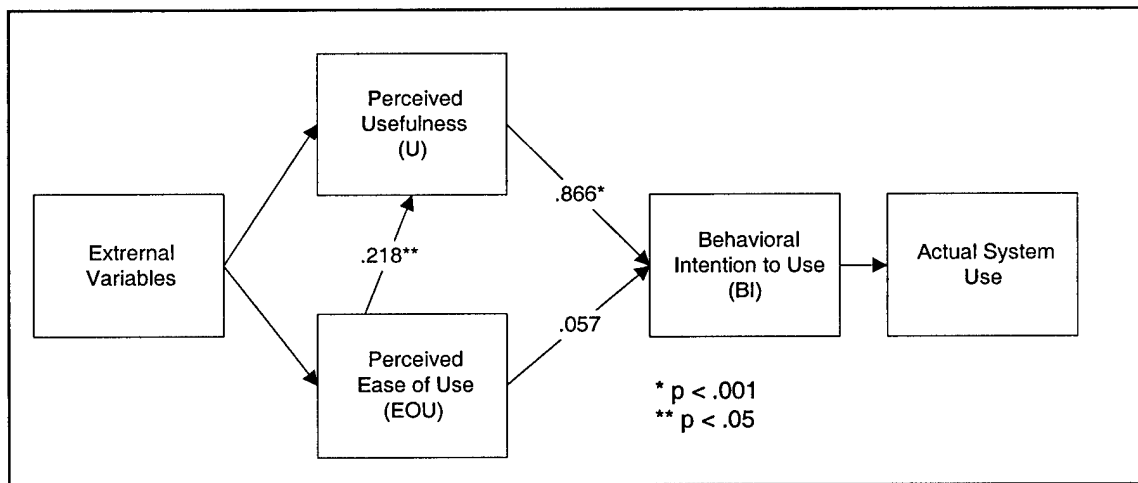 Perceived
Usefulness
(U)
.866*
Extrernal
Variables
.218**
Behavioral
Intention to Use
(BI)
Actual System
Use
.057
Perceived
Ease of Use
(EOU)
* p < .001
** p < .05